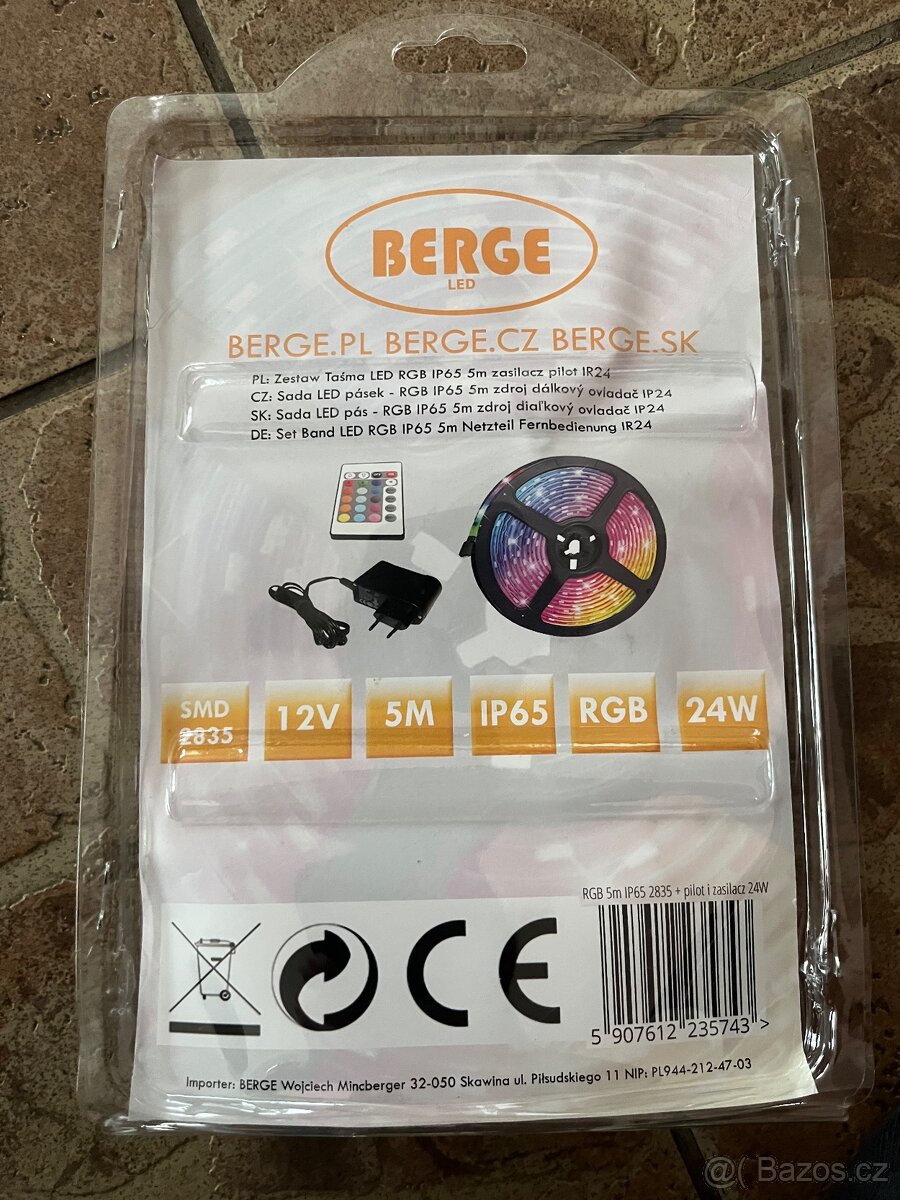 BERGE
LED
BERGE.PL BERGE.CZ BERGE.SK
PL: Zestaw Taśma LED RGB IP65 5m zasilacz pilot IR24
CZ: Sada LED pásek - RGB IP65 5m zdroj dálkový ovladač IP24
SK: Sada LED pás - RGB IP65 5m zdroj diaľkový ovladač IP24
DE: Set Band LED RGB IP65 5m Netzteil Fernbedienung IR24
SMD 2835
12V
5M
IP65
RGB
24W
RGB 5m IP65 2835 + pilot i zasilacz 24W
CE
5 907612 235743 >
Importer: BERGE Wojciech Mincberger 32-050 Skawina ul. Piłsudskiego 11 NIP: PL944-212-47-03
@( Bazos.cz